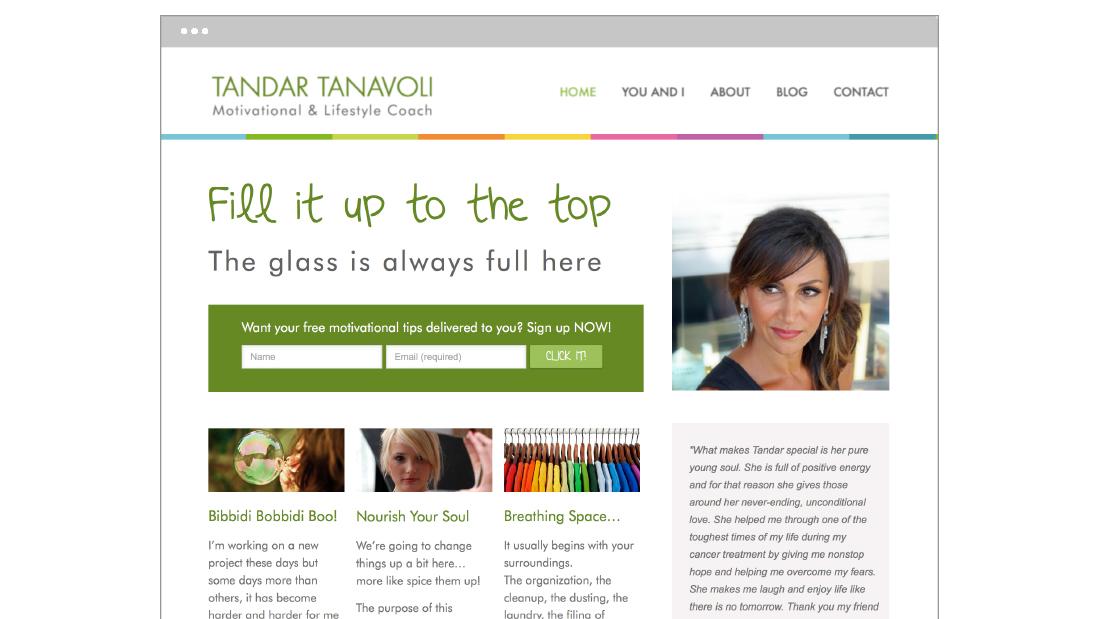 TANDAR TANAVOLI
Motivational & Lifestyle Coach
HOME YOU AND I ABOUT BLOG CONTACT
Fill it up to the top
The glass is always full here
Want your free motivational tips delivered to you? Sign up NOW!
Name Email (required) CLICK IT!
Bibbidi Bobbidi Boo!
I'm working on a new
project these days but
some days more than
others, it has become
harder and harder for me
Nourish Your Soul
We're going to change
things up a bit here…
more like spice them up!
The purpose of this
Breathing Space…
It usually begins with your
surroundings.
The organization, the
cleanup, the dusting, the
laundry, the filing of
"What makes Tandar special is her pure
young soul. She is full of positive energy
and for that reason she gives those
around her never-ending, unconditional
love. She helped me through one of the
toughest times of my life during my
cancer treatment by giving me nonstop
hope and helping me overcome my fears.
She makes me laugh and enjoy life like
there is no tomorrow. Thank you my friend